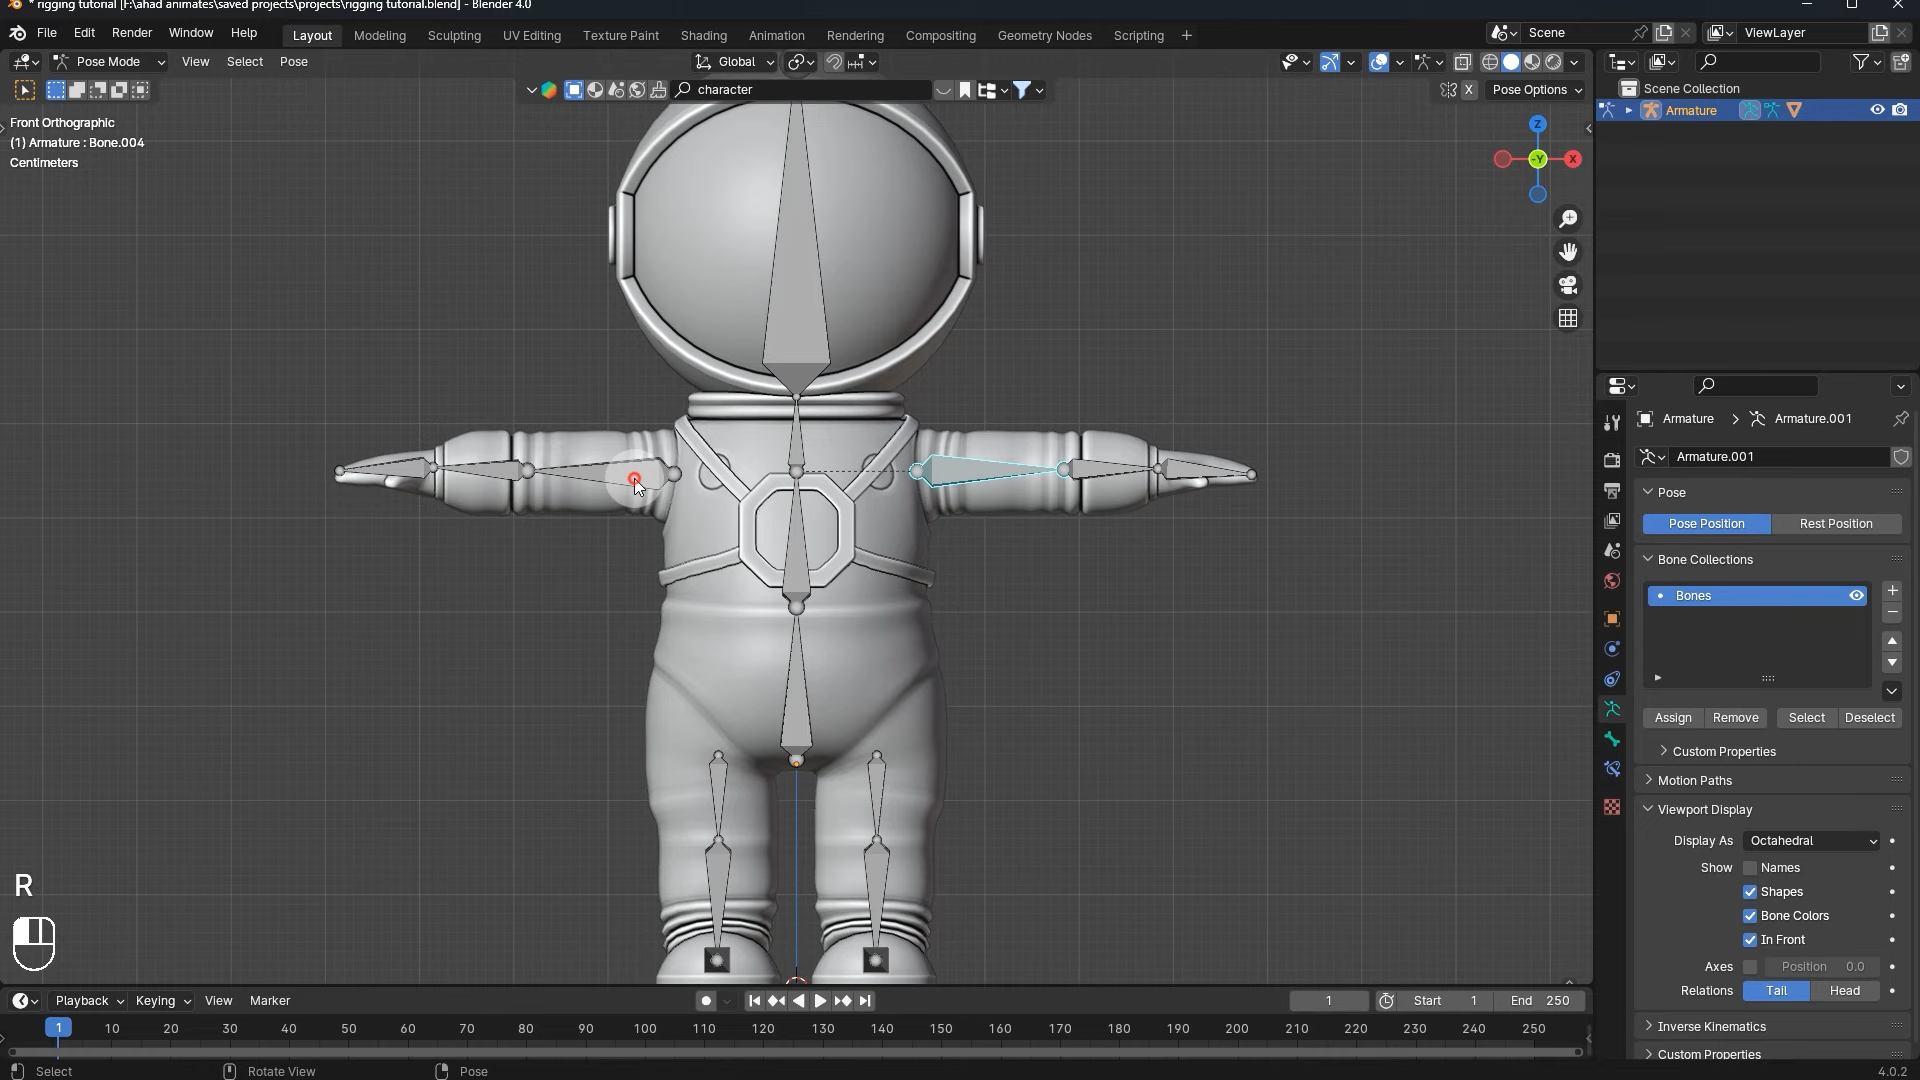 * rigging tutorial [F:\ahad animates\saved projects\projects\rigging tutorial.blend] - Blender 4.0
File Edit Render Window Help Layout Modeling Sculpting UV Editing Texture Paint Shading Animation Rendering Compositing Geometry Nodes Scripting + Scene ViewLayer
Pose Mode View Select Pose Global
character X Pose Options
Scene Collection
Armature
Front Orthographic
(1) Armature : Bone.004
Centimeters
Z
-Y X
Armature Armature.001
Armature.001
Pose
Pose Position Rest Position
Bone Collections
Bones
Assign Remove Select Deselect
Custom Properties
Motion Paths
Viewport Display
Display As Octahedral
Show Names
Shapes
Bone Colors
In Front
Axes Position 0.0
Relations Tail Head
Inverse Kinematics
Custom Properties
R
Playback Keying View Marker 1 Start 1 End 250
1 10 20 30 40 50 60 70 80 90 100 110 120 130 140 150 160 170 180 190 200 210 220 230 240 250
Select Rotate View Pose 4.0.2